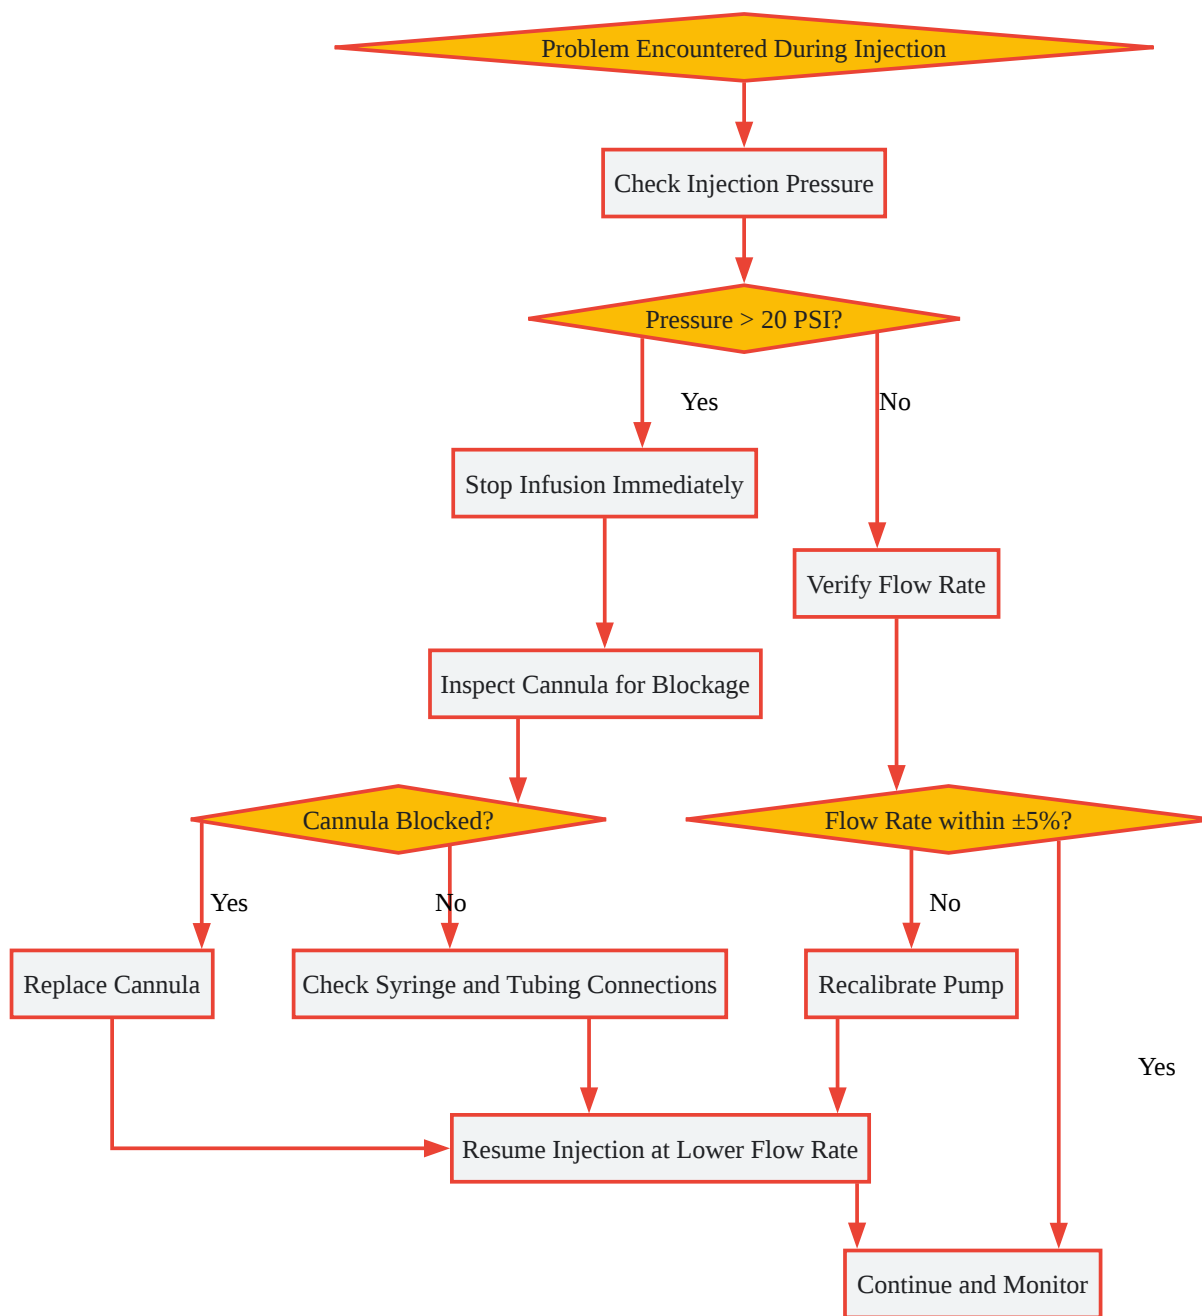 Problem Encountered During Injection
Check Injection Pressure
Pressure > 20 PSI?
Yes
No
Stop Infusion Immediately
Verify Flow Rate
Inspect Cannula for Blockage
Cannula Blocked?
Flow Rate within ±5%?
Yes
No
No
Replace Cannula
Check Syringe and Tubing Connections
Recalibrate Pump
Yes
Resume Injection at Lower Flow Rate
Continue and Monitor